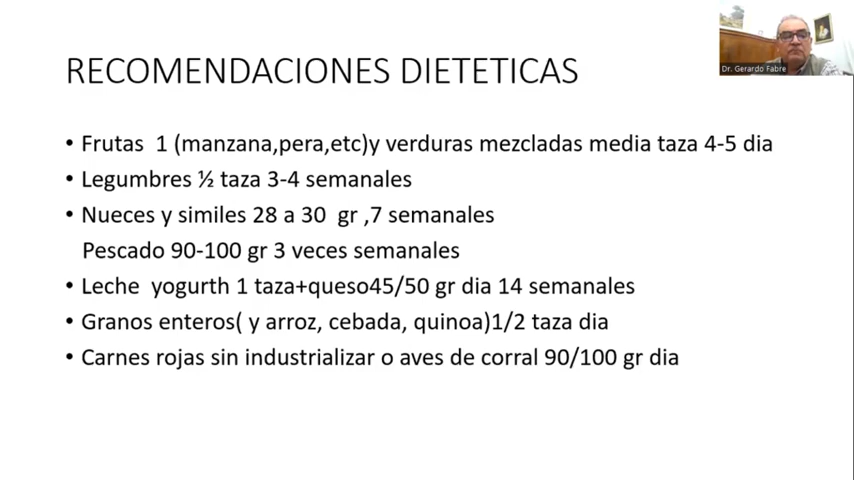 RECOMENDACIONES DIETETICAS
Dr. Gerardo Fabre
• Frutas 1 (manzana,pera,etc)y verduras mezcladas media taza 4-5 dia
• Legumbres ½ taza 3-4 semanales
• Nueces y similes 28 a 30 gr ,7 semanales
Pescado 90-100 gr 3 veces semanales
• Leche yogurth 1 taza+queso45/50 gr dia 14 semanales
• Granos enteros( y arroz, cebada, quinoa)1/2 taza dia
• Carnes rojas sin industrializar o aves de corral 90/100 gr dia